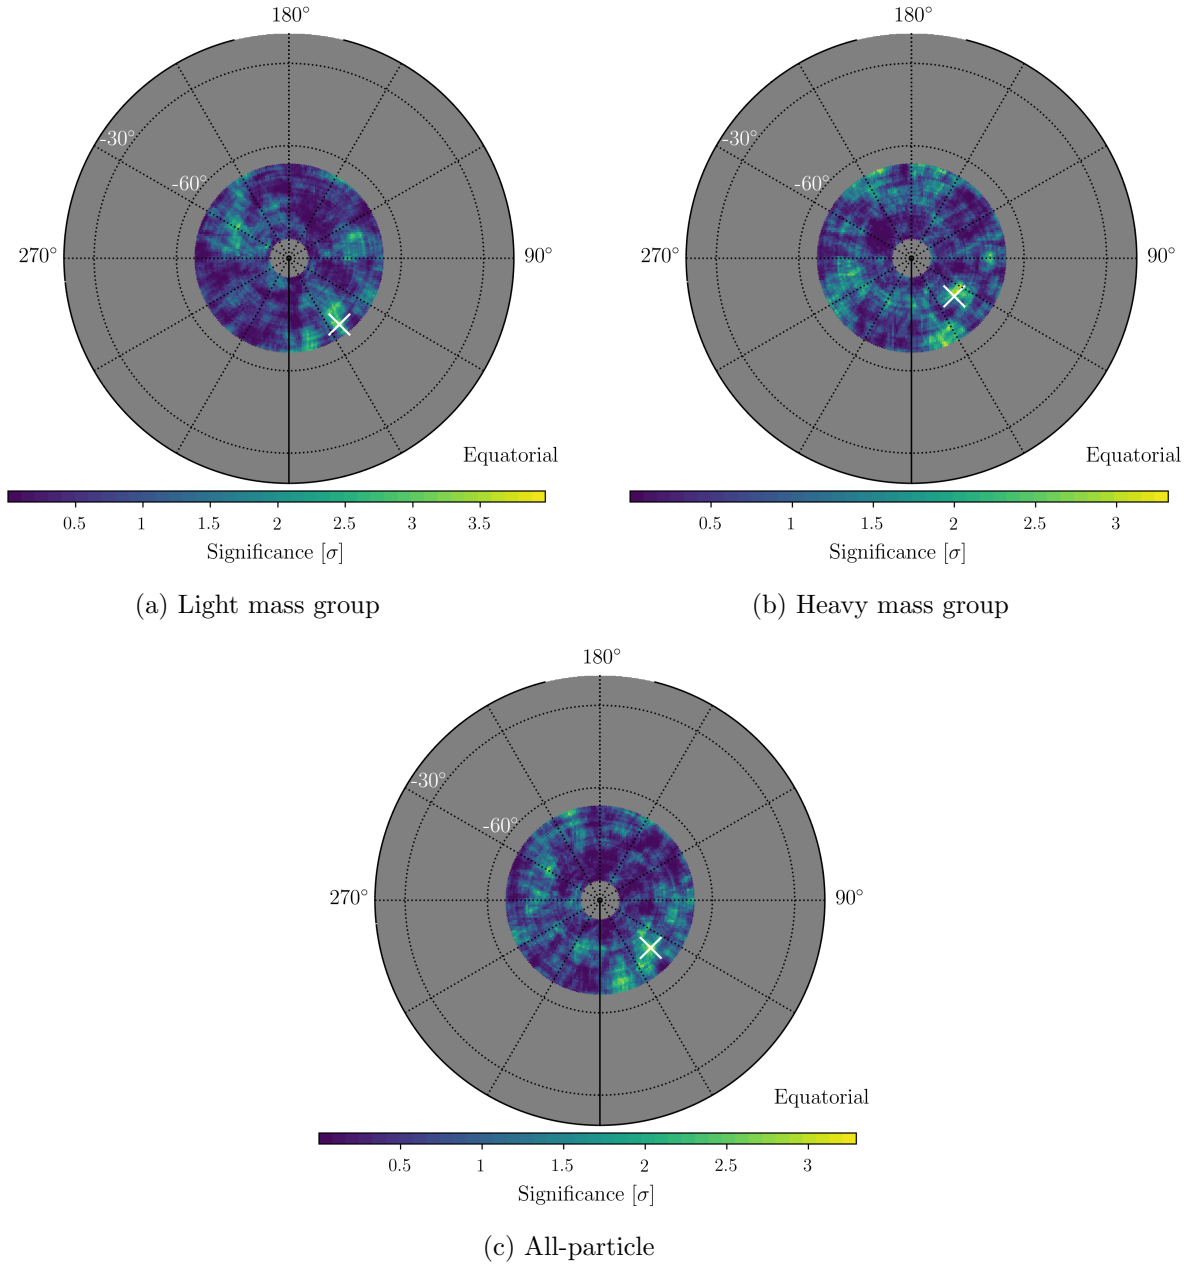 180°
180°
-30°
-30°
-60°
-60°
270°
90°
270°
90°
Equatorial
Equatorial
0.5 1 1.5 2 2.5 3 3.5
0.5 1 1.5 2 2.5 3
Significance [σ]
Significance [σ]
(a) Light mass group
(b) Heavy mass group
180°
-30°
-60°
270°
90°
Equatorial
0.5 1 1.5 2 2.5 3
Significance [σ]
(c) All-particle